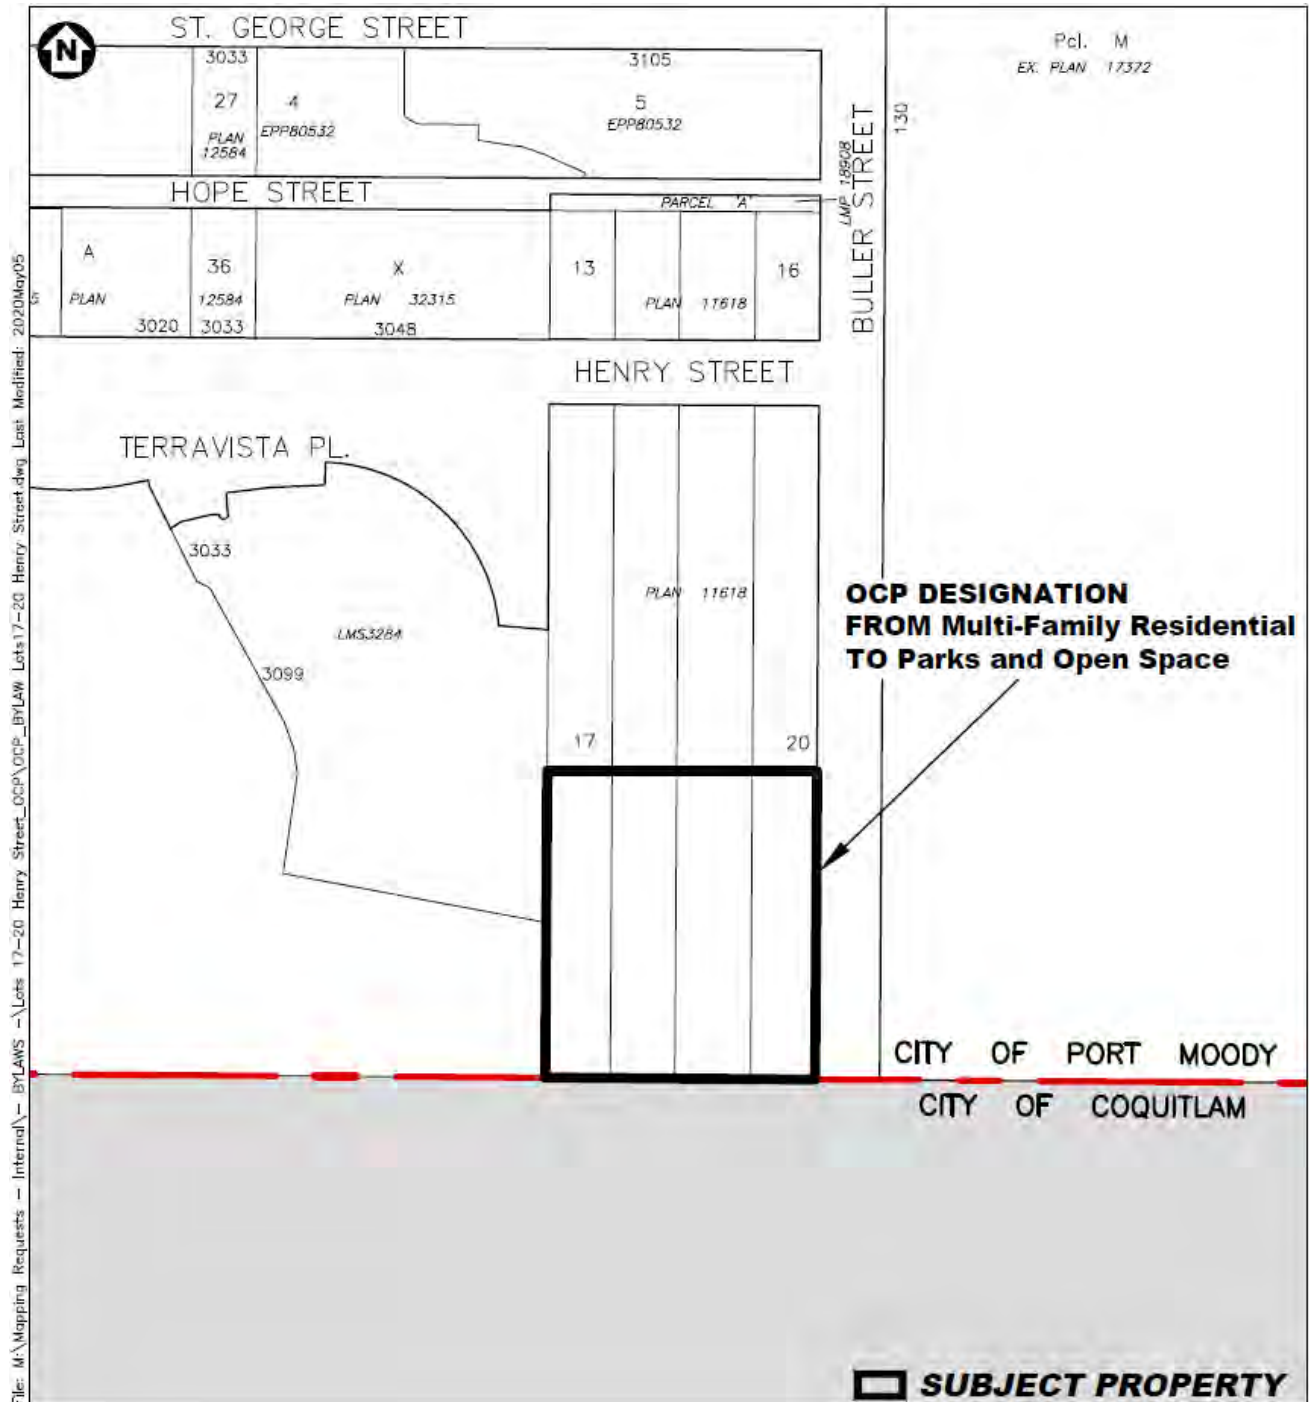 N
ST. GEORGE STREET
Pcl. M
EX. PLAN 17372
3033
3105
27
4
5
PLAN
12584
EPP80532
EPP80532
130
HOPE STREET
PARCEL 'A'
LMP 18908
BULLER STREET
A
36
X
13
16
S
PLAN
12584
PLAN 32315
PLAN 11618
3020
3033
3048
HENRY STREET
TERRAVISTA PL.
3033
PLAN 11618
LMS3284
3099
OCP DESIGNATION
FROM Multi-Family Residential
TO Parks and Open Space
17
20
CITY OF PORT MOODY
CITY OF COQUITLAM
SUBJECT PROPERTY
File: M:\Mapping Requests - Internal\- BYLAWS -\Lots 17-20 Henry Street_OCP\OCP_BYLAW Lots17-20 Henry Street.dwg Last Modified: 2020May05